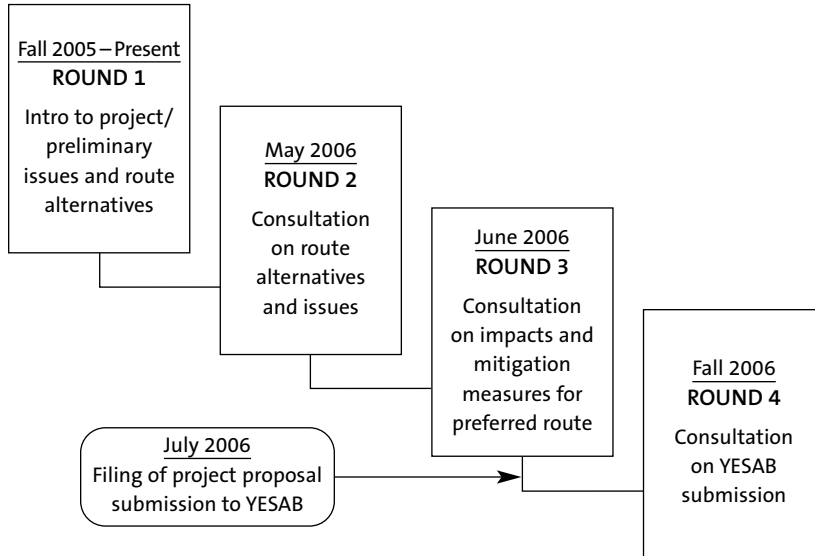 Fall 2005–Present
ROUND 1
Intro to project/
preliminary
issues and route
alternatives
May 2006
ROUND 2
Consultation
on route
alternatives
and issues
June 2006
ROUND 3
Consultation
on impacts and
mitigation
measures for
preferred route
Fall 2006
ROUND 4
Consultation
on YESAB
submission
July 2006
Filing of project proposal
submission to YESAB